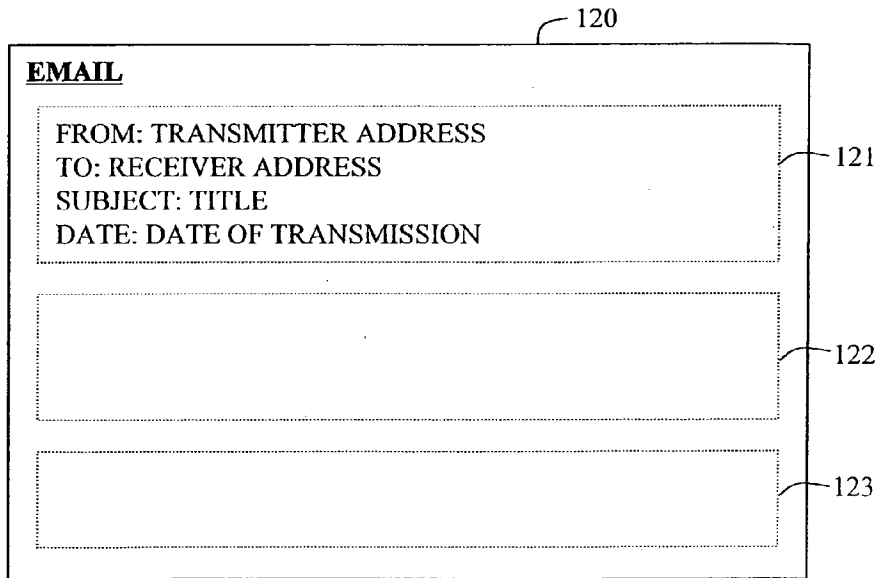 120
EMAIL
FROM: TRANSMITTER ADDRESS
TO: RECEIVER ADDRESS
SUBJECT: TITLE
DATE: DATE OF TRANSMISSION
121
122
123